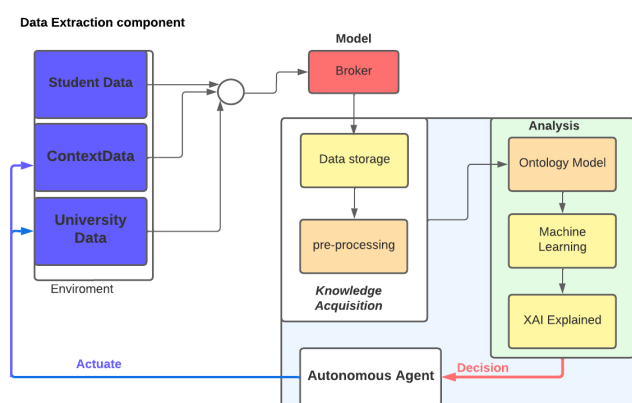 Data Extraction component
Model
Student Data
Broker
ContextData
Analysis
Data storage
Ontology Model
University
Data
Machine
Learning
pre-processing
Enviroment
Knowledge
Acquisition
XAI Explained
Actuate
Autonomous Agent
Decision